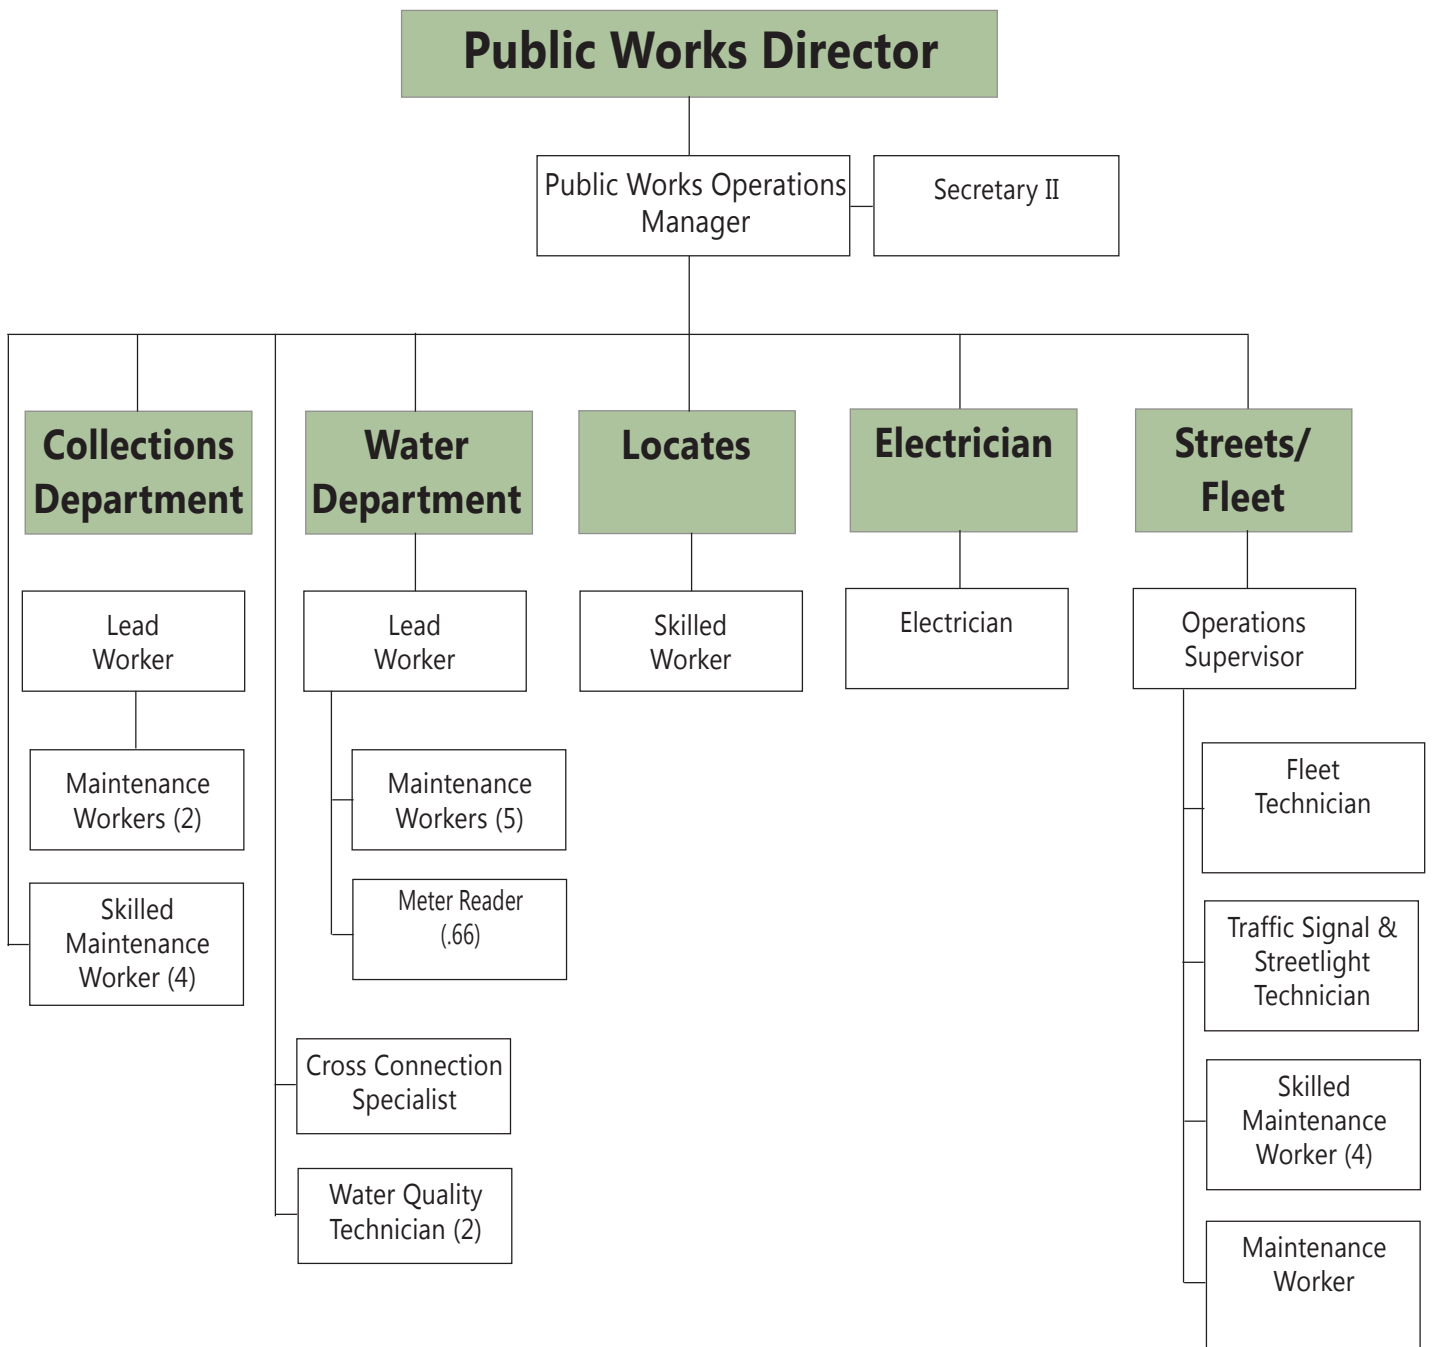 Public Works Director
Public Works Operations
Manager
Secretary II
Collections
Department
Water
Department
Locates
Electrician
Streets/
Fleet
Lead
Worker
Lead
Worker
Skilled
Worker
Electrician
Operations
Supervisor
Maintenance
Workers (2)
Maintenance
Workers (5)
Fleet
Technician
Skilled
Maintenance
Worker (4)
Meter Reader
(.66)
Traffic Signal &
Streetlight
Technician
Cross Connection
Specialist
Skilled
Maintenance
Worker (4)
Water Quality
Technician (2)
Maintenance
Worker